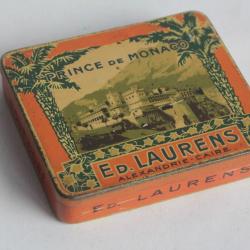 PRINCE DE MONACO
ED. LAURENS
ALEXANDRIE-CAIRE
ED. LAURENS